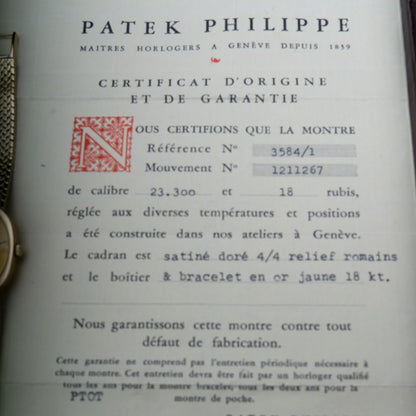 PATEK PHILIPPE
MAITRES HORLOGERS A GENÈVE DEPUIS 1839
CERTIFICAT D'ORIGINE
ET DE GARANTIE
NOUS CERTIFIONS QUE LA MONTRE
Référence No 3584/1
Mouvement No 1211267
de calibre 23.300 et 18 rubis,
réglée aux diverses températures et positions
a été construite dans nos ateliers à Genève.
Le cadran est satiné doré 4/4 relief romains
et le boîtier & bracelet en or jaune 18 kt.
Nous garantissons cette montre contre tout
défaut de fabrication.
Cette garantie ne comprend pas l'entretien périodique nécessaire à
chaque montre. Cet entretien devra être fait par un horloger qualifié
tous les ans pour la montre bracelet, tous les deux ans pour la
PTOT montre de poche.